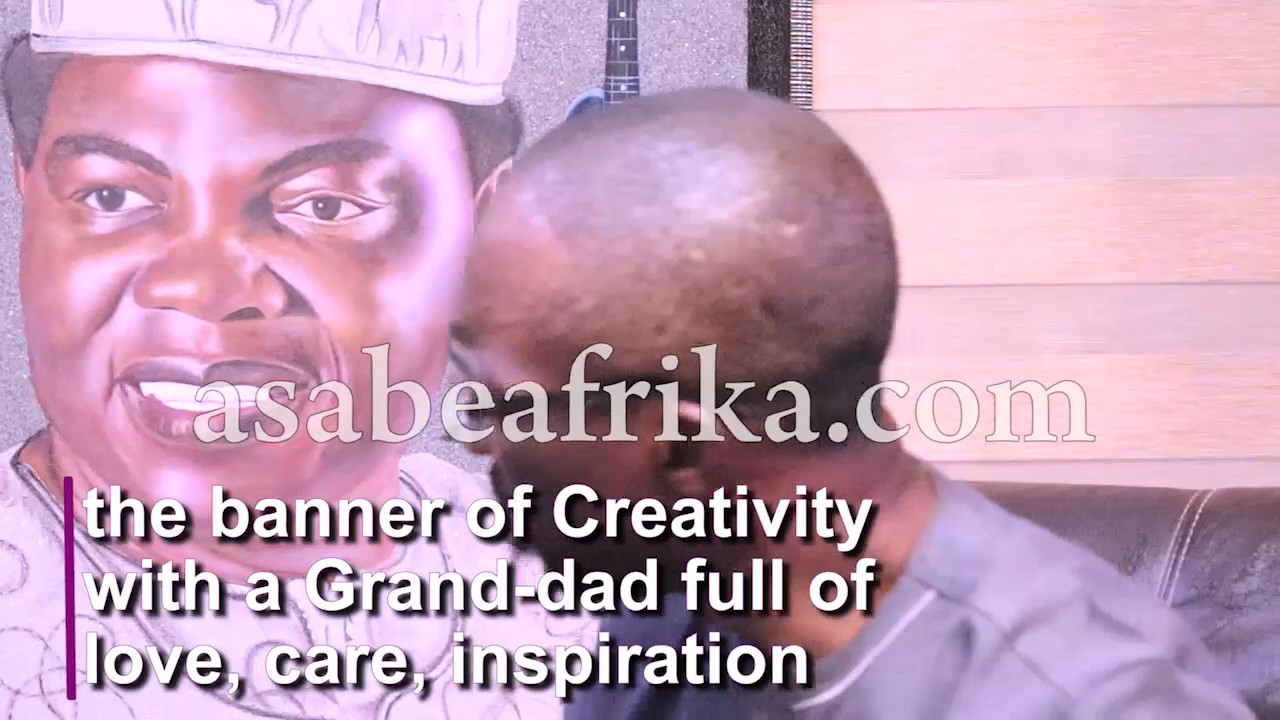 asabeafrika.com
the banner of Creativity
with a Grand-dad full of
love, care, inspiration